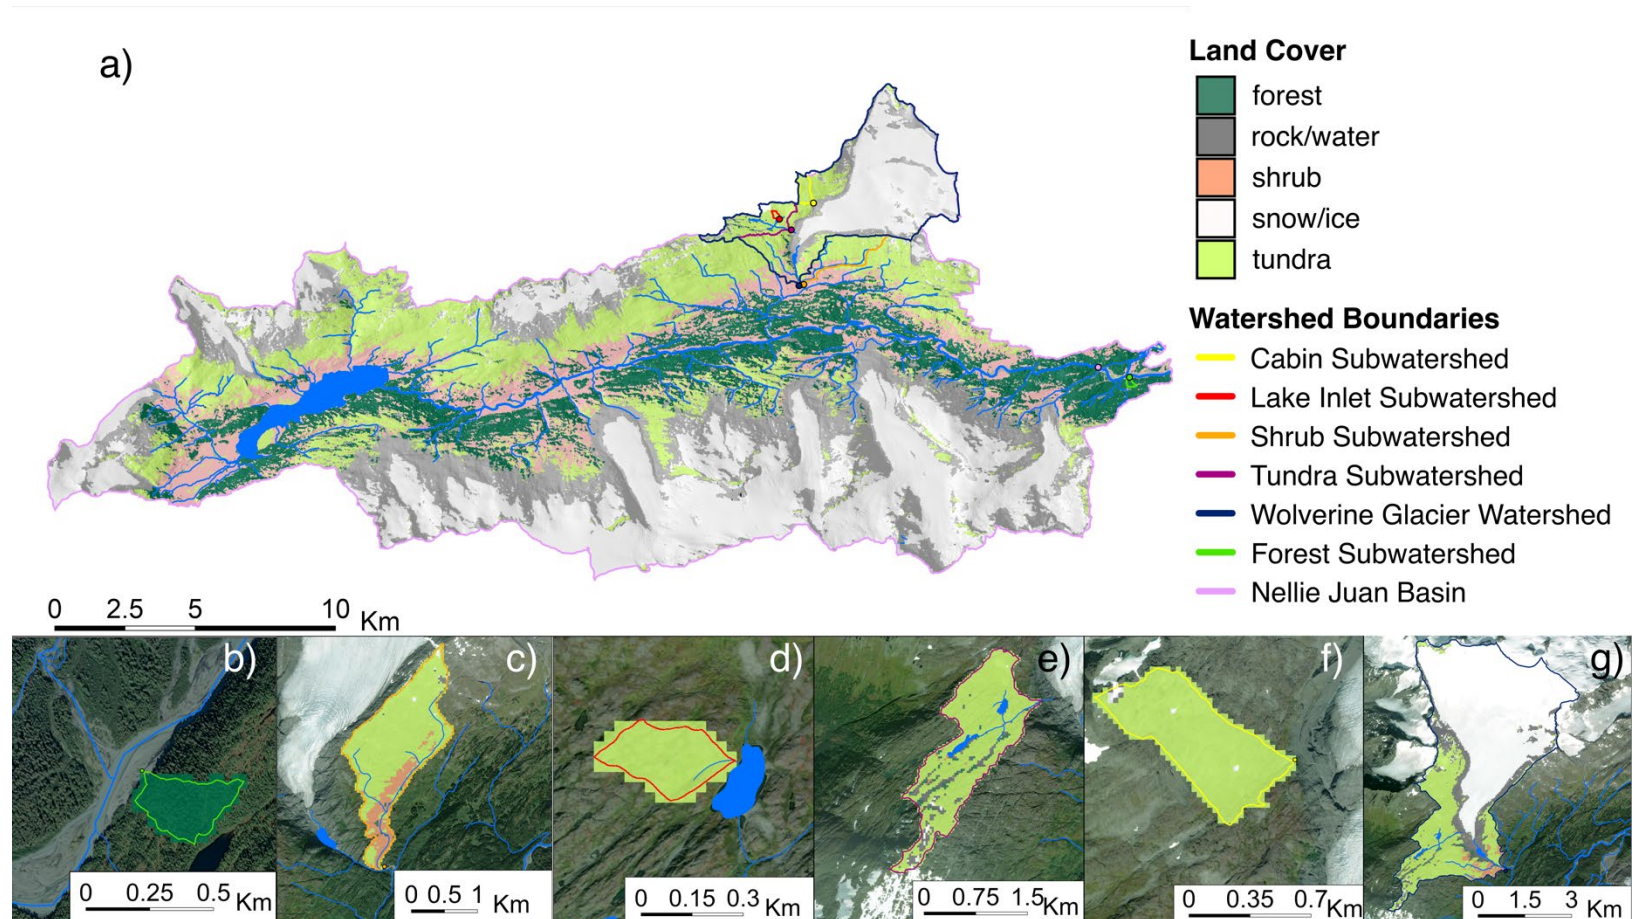 a)
Land Cover
forest
rock/water
shrub
snow/ice
tundra
Watershed Boundaries
Cabin Subwatershed
Lake Inlet Subwatershed
Shrub Subwatershed
Tundra Subwatershed
Wolverine Glacier Watershed
Forest Subwatershed
Nellie Juan Basin
0 2.5 5 10 Km
b)
0 0.25 0.5 Km
c)
0 0.5 1 Km
d)
0 0.15 0.3 Km
e)
0 0.75 1.5 Km
f)
0 0.35 0.7 Km
g)
0 1.5 3 Km